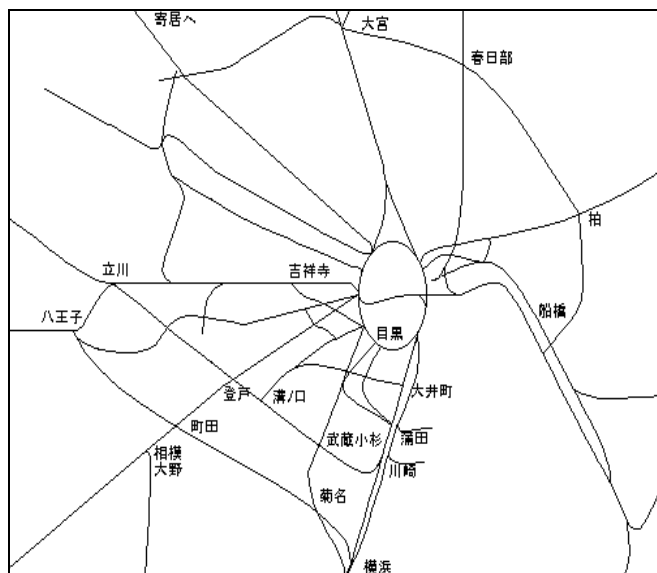 寄居へ
大宮
春日部
柏
立川
吉祥寺
八王子
船橋
目黒
登戸
溝ノ口
大井町
町田
武蔵小杉
蒲田
相模
大野
川崎
菊名
横浜